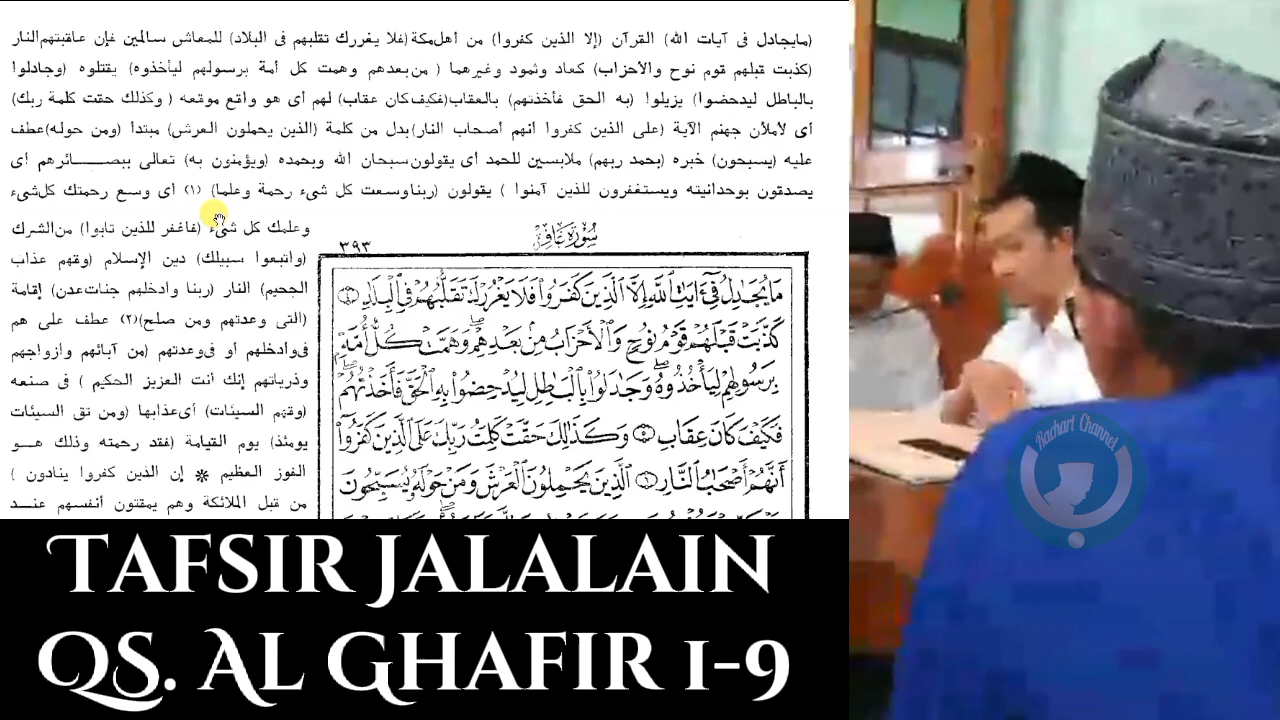 (مايجادل فى آيات الله) القرآن (إلا الذين كفروا) من أهل مكة (فلا يغررك تقلبهم فى البلاد) للمعاش سالمين فإن عاقبتهم النار
(كذبت قبلهم قوم نوح والأحزاب) كعاد وثمود وغيرهما (من بعدهم وهمت كل أمة برسولهم ليأخذوه) يقتلوه (وجادلوا
بالباطل ليدحضوا) يزيلوا (به الحق فأخذتهم) بالعقاب (فكيف كان عقاب) لهم أى هو واقع موقعه (وكذلك حقت كلمة ربك)
أى لأملأن جهنم الآية (على الذين كفروا أنهم أصحاب النار) بدل من كلمة (الذين يحملون العرش) مبتدأ (ومن حوله) عطف
عليه (يسبحون) خبره (بحمد ربهم) ملابسين للحمد أى يقولون سبحان الله وبحمده (ويؤمنون به) تعالى ببصائرهم أى
يصدقون بوحدانيته ويستغفرون للذين آمنوا ) يقولون (ربنا وسعت كل شىء رحمة وعلما) (١) أى وسع رحمتك كل شىء
وعلمك كل شىء (فاغفر للذين تابوا) من الشرك
(واتبعوا سبيلك) دين الإسلام (وقهم عذاب
الجحيم) النار (ربنا وادخلهم جنات عدن) إقامة
(التى وعدتهم ومن صلح)(٢) عطف على هم
فى وادخلهم أو فى وعدتهم (من آبائهم وازواجهم
وذرياتهم إنك أنت العزيز الحكيم ) فى صنعه
(وقهم السيئات) أى عذابها (ومن تق السيئات
يومئذ) يوم القيامة (فقد رحمته وذلك هو
الفوز العظيم * إن الذين كفروا ينادون )
من قبل الملائكة وهم يمقتون أنفسهم عند
سورة غافر
٣٩٣
مَا يُجَادِلُ فِىٓ ءَايَاتِ اللَّهِ إِلَّا الَّذِينَ كَفَرُوا فَلَا يَغْرُرْكَ تَقَلُّبُهُمْ فِى الْبِلَادِ ٤
كَذَّبَتْ قَبْلَهُمْ قَوْمُ نُوحٍ وَالْأَحْزَابُ مِنْ بَعْدِهِمْ وَهَمَّتْ كُلُّ أُمَّةٍ
بِرَسُولِهِمْ لِيَأْخُذُوهُ وَجَادَلُوا بِالْبَاطِلِ لِيُدْحِضُوا بِهِ الْحَقَّ فَأَخَذْتُهُمْ
فَكَيْفَ كَانَ عِقَابِ ٥ وَكَذَٰلِكَ حَقَّتْ كَلِمَتُ رَبِّكَ عَلَى الَّذِينَ كَفَرُوا
أَنَّهُمْ أَصْحَابُ النَّارِ ٦ الَّذِينَ يَحْمِلُونَ الْعَرْشَ وَمَنْ حَوْلَهُ يُسَبِّحُونَ
TAFSIR JALALAIN
QS. AL GHAFIR 1-9
Rachart Channel